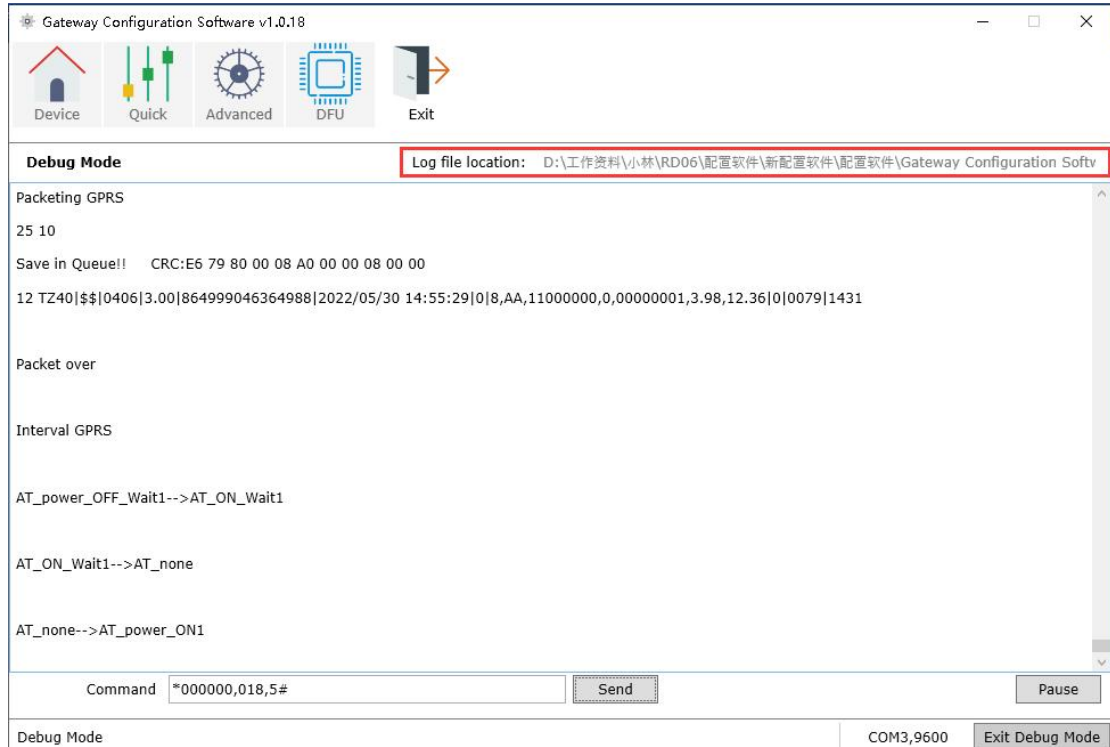 Gateway Configuration Software v1.0.18
Device Quick Advanced DFU Exit
Debug Mode Log file location: D:\工作资料\小林\RD06\配置软件\新配置软件\配置软件\Gateway Configuration Softw
Packeting GPRS
25 10
Save in Queue!! CRC:E6 79 80 00 08 A0 00 00 08 00 00
12 TZ40|$$|0406|3.00|864999046364988|2022/05/30 14:55:29|0|8,AA,11000000,0,00000001,3.98,12.36|0|0079|1431
Packet over
Interval GPRS
AT_power_OFF_Wait1-->AT_ON_Wait1
AT_ON_Wait1-->AT_none
AT_none-->AT_power_ON1
Command *000000,018,5# Send Pause
Debug Mode COM3,9600 Exit Debug Mode